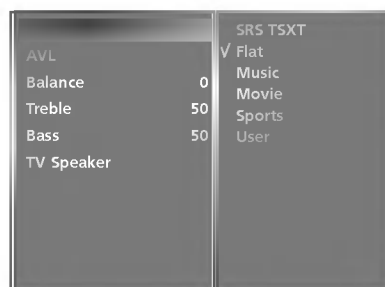 AVL
Balance 0
Treble 50
Bass 50
TV Speaker
SRS TSXT
√ Flat
Music
Movie
Sports
User